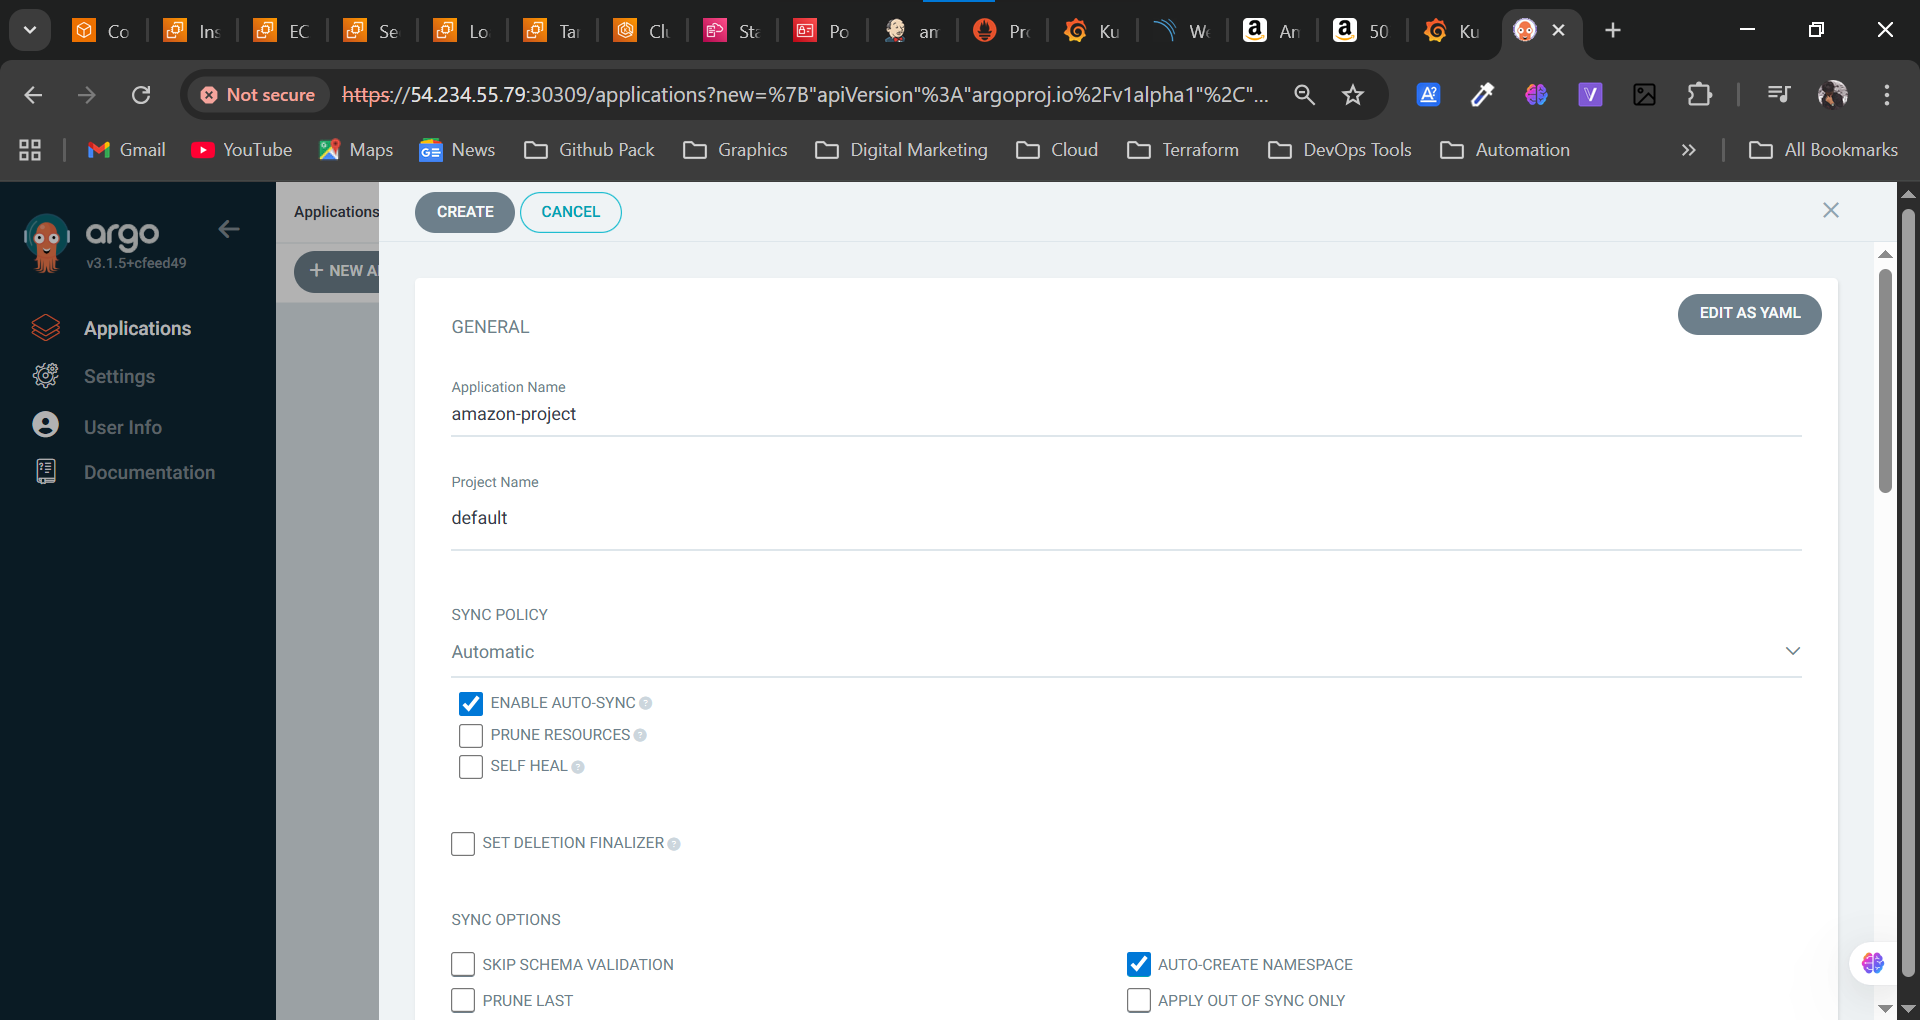 Co
Ins
EC
Se
Lo
Tar
Clu
Sta
Po
am
Pro
Ku
We
An
50
Ku
Not secure
https://54.234.55.79:30309/applications?new=%7B"apiVersion"%3A"argoproj.io%2Fv1alpha1"%2C"...
Gmail
YouTube
Maps
News
Github Pack
Graphics
Digital Marketing
Cloud
Terraform
DevOps Tools
Automation
All Bookmarks
argo
v3.1.5+cfeed49
Applications
Settings
User Info
Documentation
Applications
+ NEW A
CREATE
CANCEL
GENERAL
EDIT AS YAML
Application Name
amazon-project
Project Name
default
SYNC POLICY
Automatic
ENABLE AUTO-SYNC
PRUNE RESOURCES
SELF HEAL
SET DELETION FINALIZER
SYNC OPTIONS
SKIP SCHEMA VALIDATION
AUTO-CREATE NAMESPACE
PRUNE LAST
APPLY OUT OF SYNC ONLY